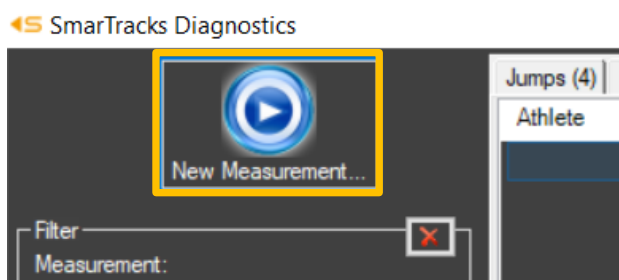 SmarTracks Diagnostics
New Measurement...
Jumps (4)
Athlete
Filter
Measurement: